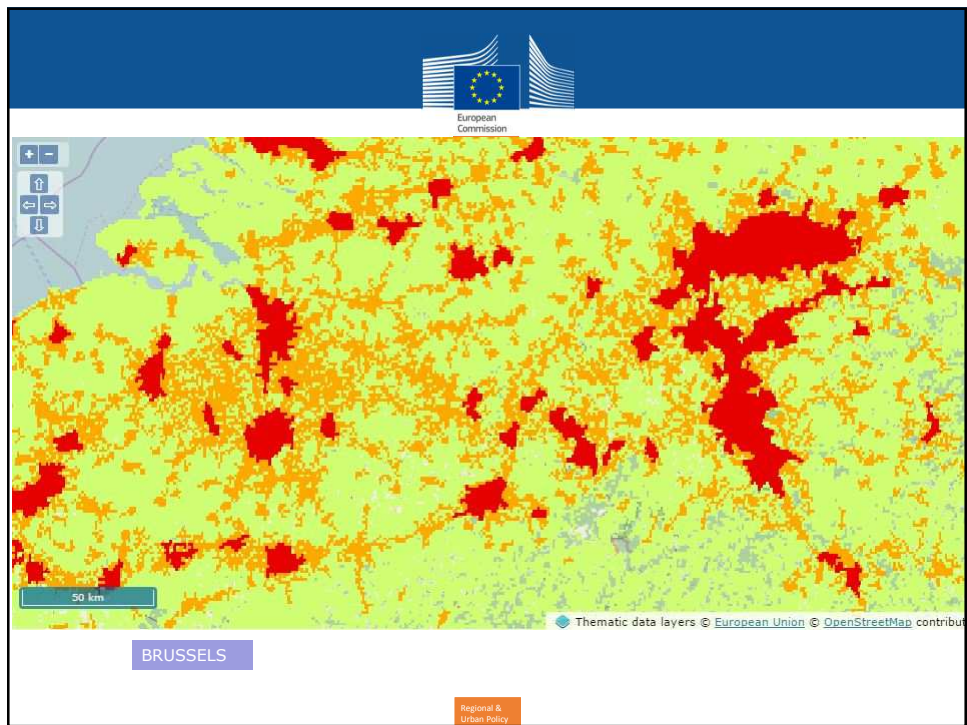 European
Commission
+ −
50 km
Thematic data layers © European Union © OpenStreetMap contribut
BRUSSELS
Regional &
Urban Policy